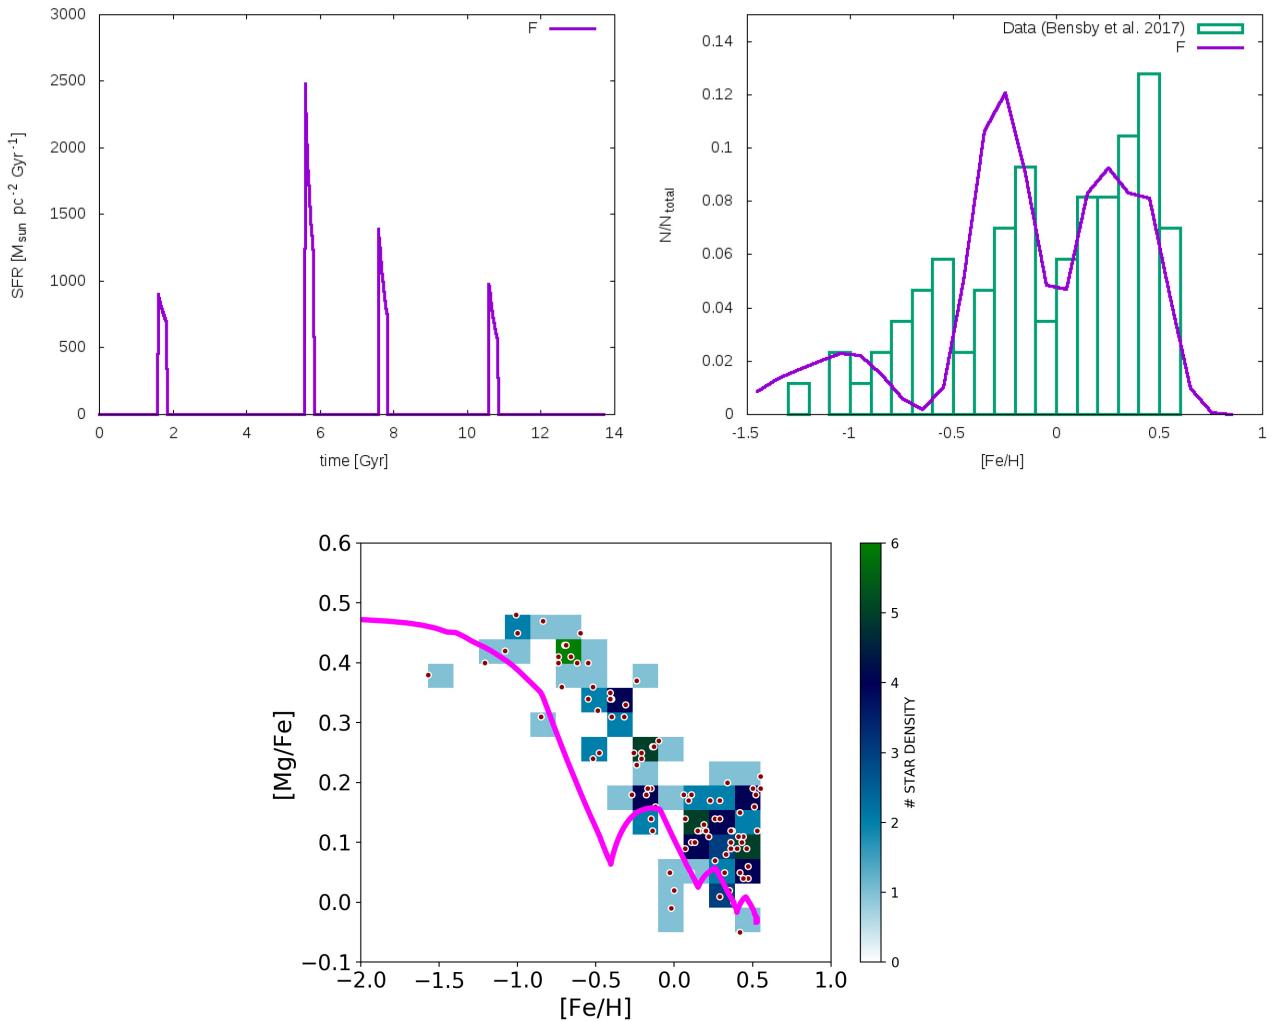 3000
2500
2000
1500
1000
500
0
SFR [M_sun pc^-2 Gyr^-1]
F
0 2 4 6 8 10 12 14
time [Gyr]
0.14
0.12
0.1
0.08
0.06
0.04
0.02
0
N/N_total
Data (Bensby et al. 2017)
F
-1.5 -1 -0.5 0 0.5 1
[Fe/H]
0.6
0.5
0.4
0.3
0.2
0.1
0.0
−0.1
[Mg/Fe]
−2.0 −1.5 −1.0 −0.5 0.0 0.5 1.0
[Fe/H]
6
5
4
3
2
1
0
# STAR DENSITY